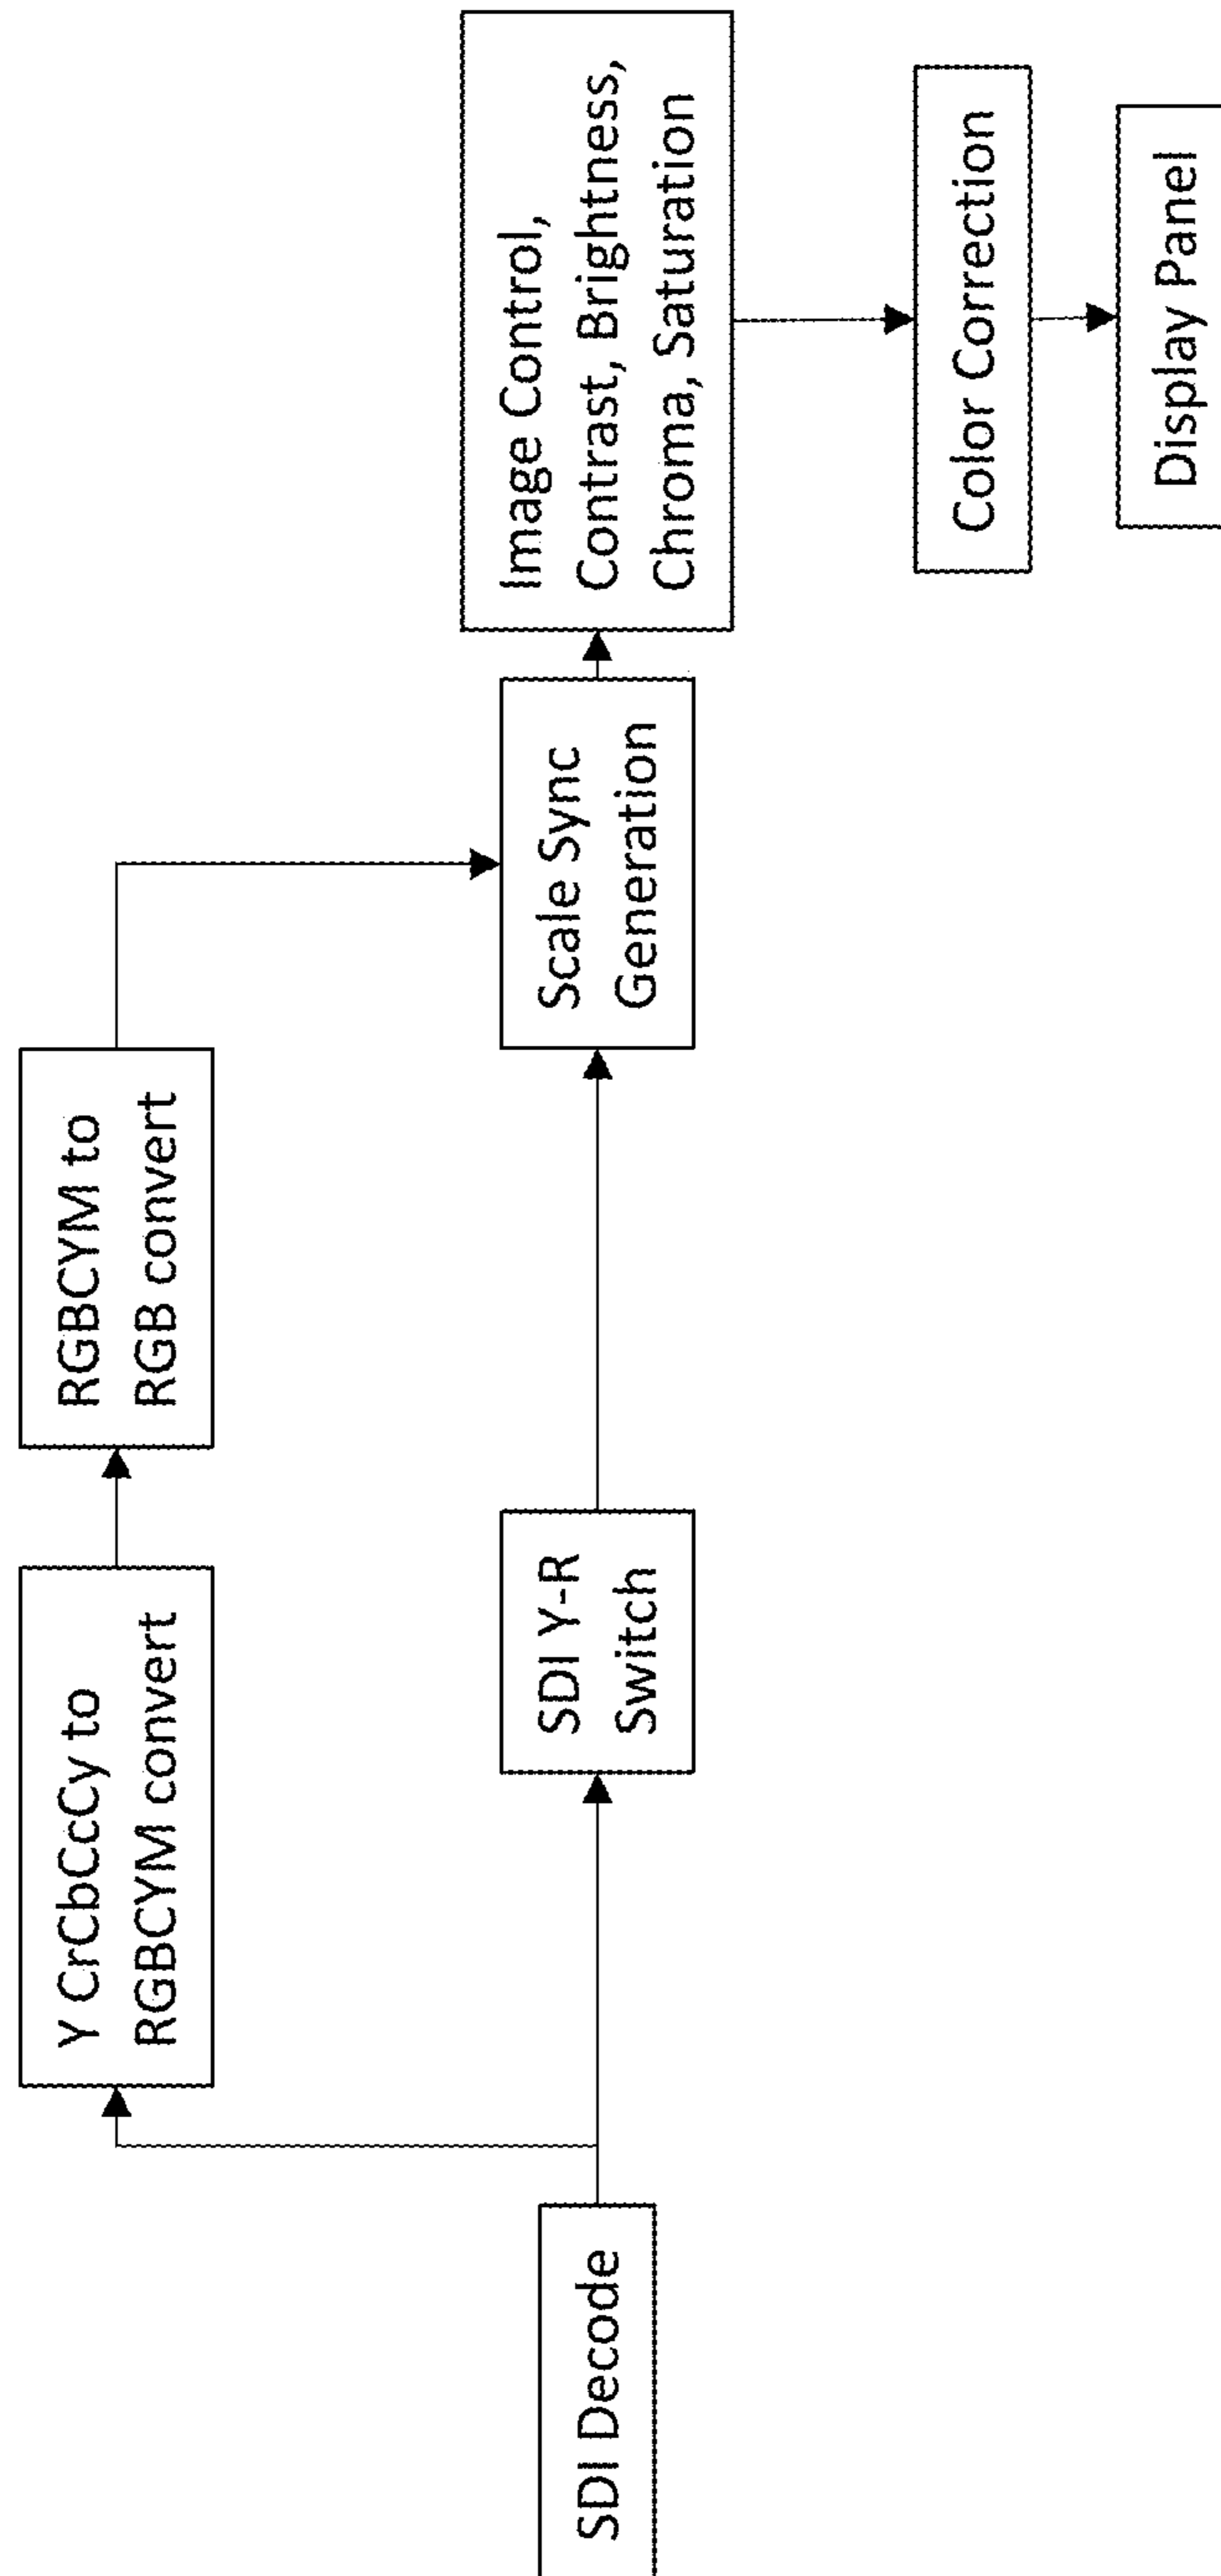 SDI Decode
Y CrCbCcCy to
RGBCYM convert
RGBCYM to
RGB convert
SDI Y-R
Switch
Scale Sync
Generation
Image Control,
Contrast, Brightness,
Chroma, Saturation
Color Correction
Display Panel